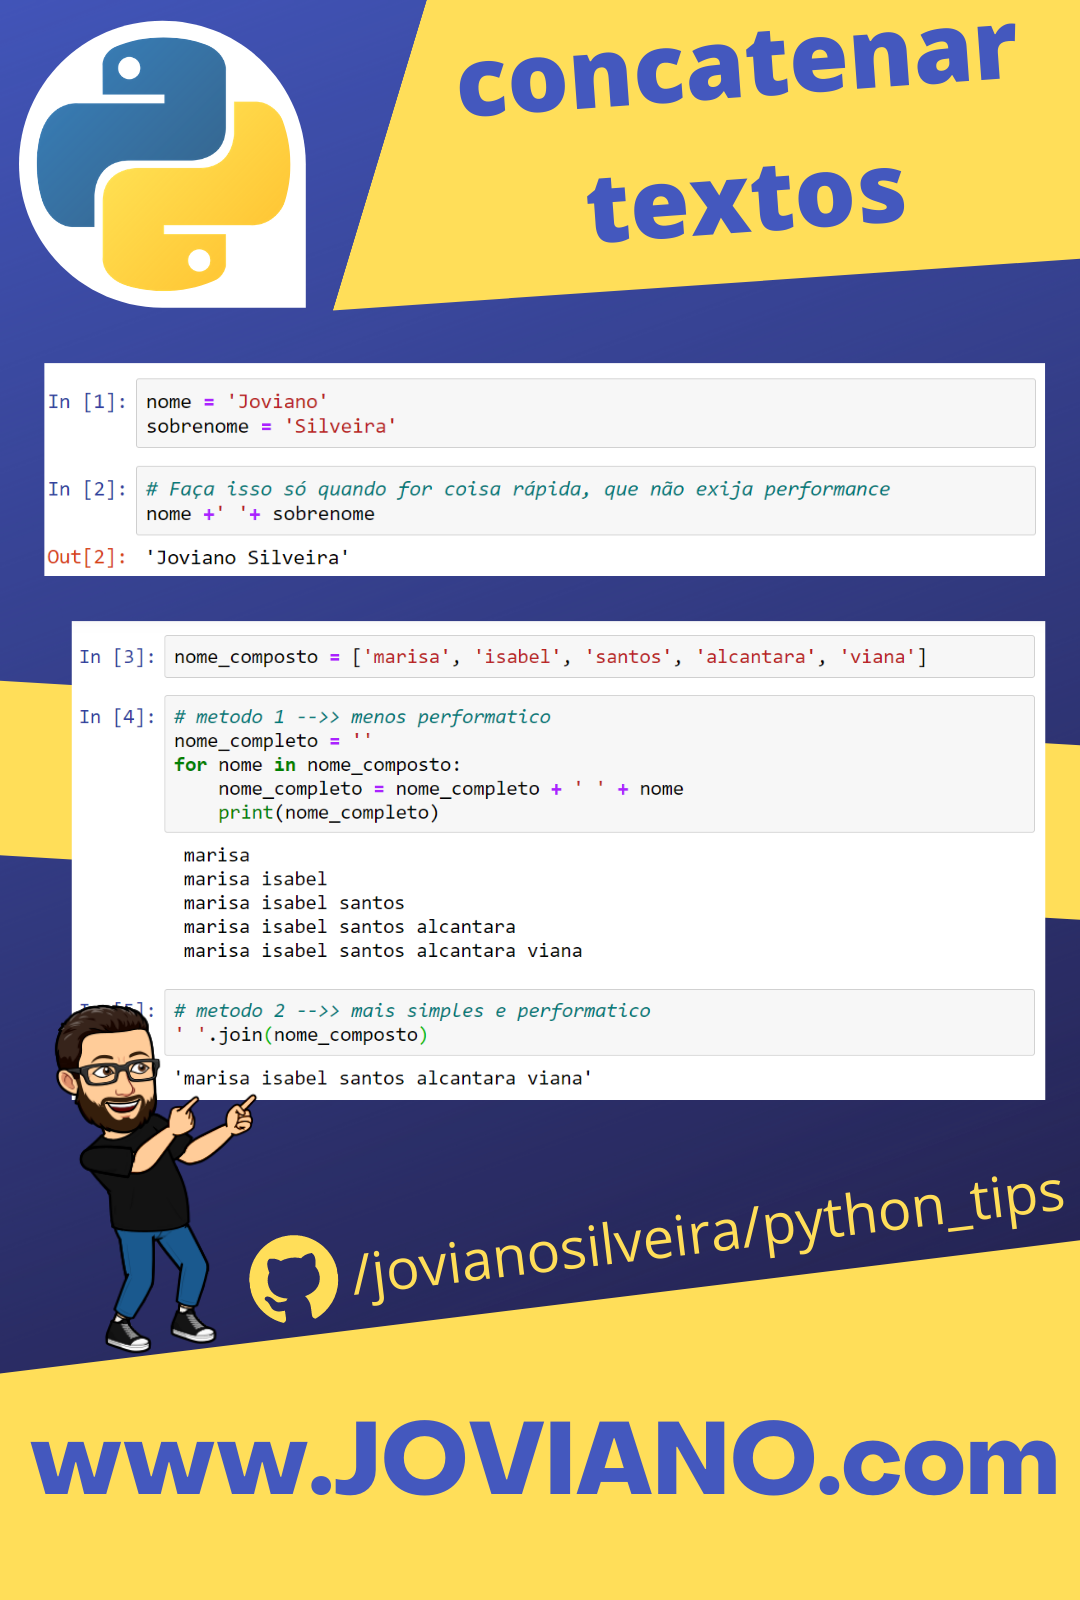 concatenar
textos
In [1]: nome = 'Joviano'
sobrenome = 'Silveira'
In [2]: # Faça isso só quando for coisa rápida, que não exija performance
nome +' '+ sobrenome
Out[2]: 'Joviano Silveira'
In [3]: nome_composto = ['marisa', 'isabel', 'santos', 'alcantara', 'viana']
In [4]: # metodo 1 -->> menos performatico
nome_completo = ''
for nome in nome_composto:
    nome_completo = nome_completo + ' ' + nome
    print(nome_completo)
marisa
marisa isabel
marisa isabel santos
marisa isabel santos alcantara
marisa isabel santos alcantara viana
# metodo 2 -->> mais simples e performatico
' '.join(nome_composto)
'marisa isabel santos alcantara viana'
/jovianosilveira/python_tips
www.JOVIANO.com